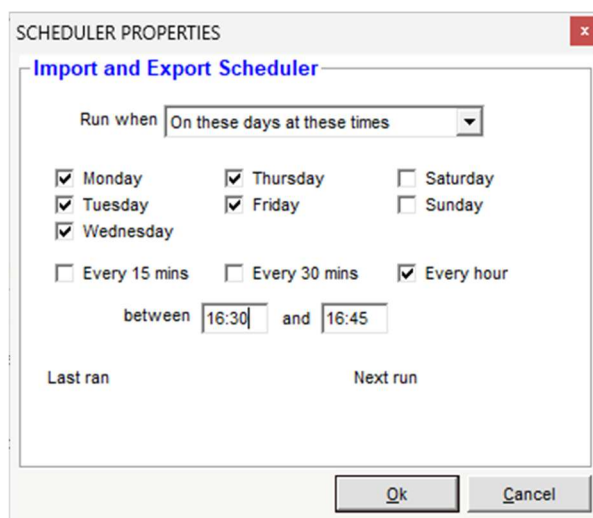 SCHEDULER PROPERTIES x
Import and Export Scheduler
Run when On these days at these times
Monday Thursday Saturday
Tuesday Friday Sunday
Wednesday
Every 15 mins Every 30 mins Every hour
between 16:30 and 16:45
Last ran Next run
Ok Cancel